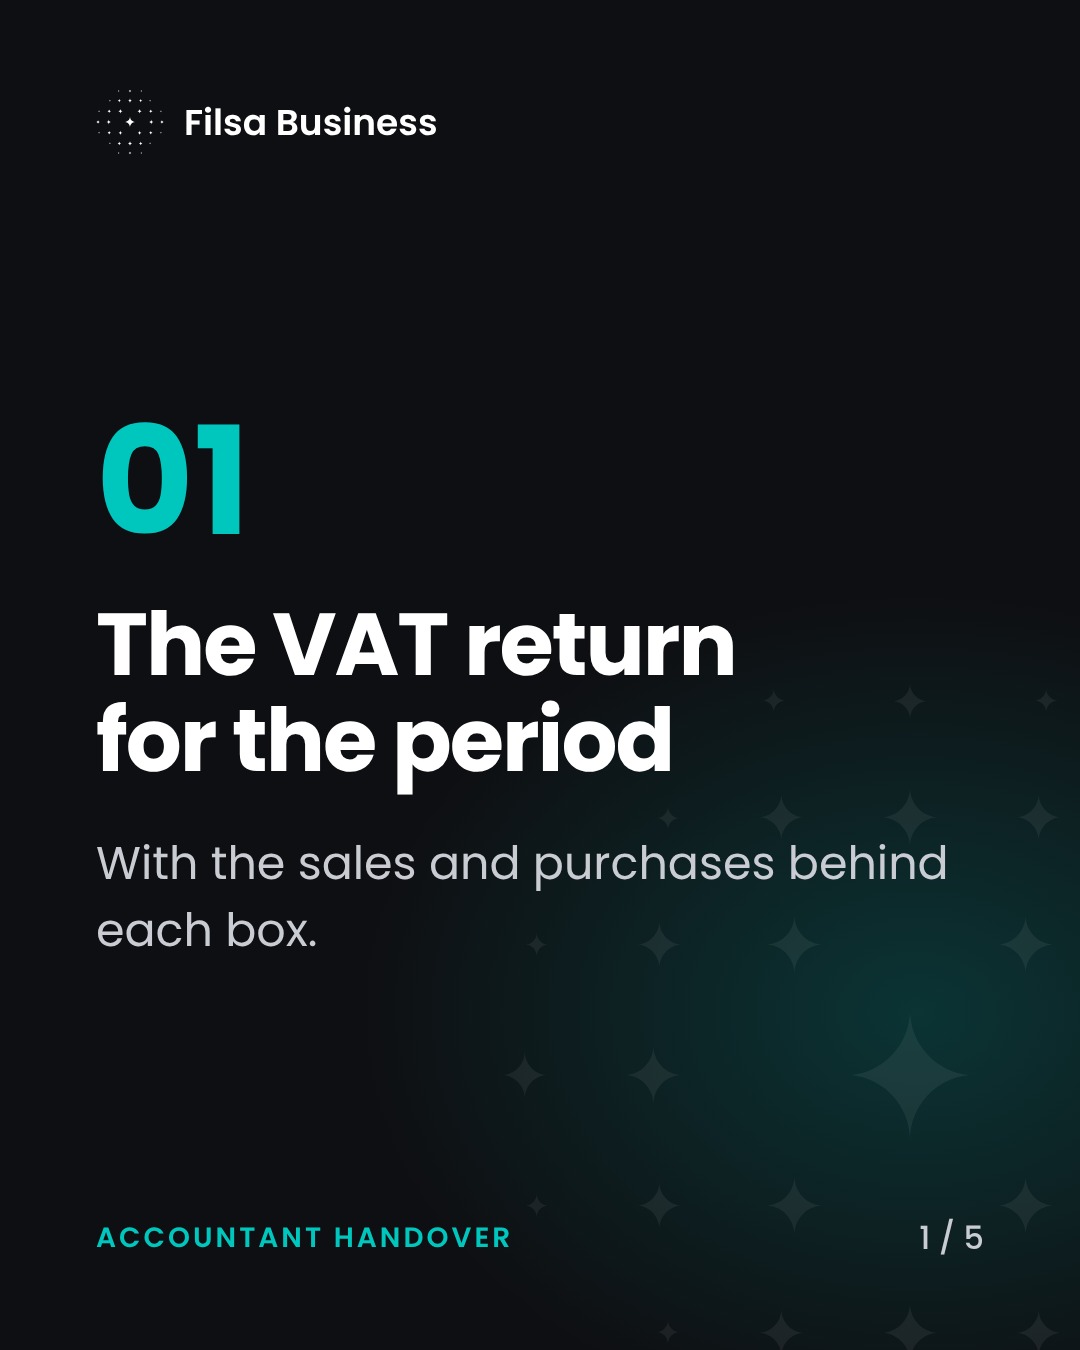 Filsa Business
01
The VAT return
for the period
With the sales and purchases behind
each box.
ACCOUNTANT HANDOVER
1 / 5